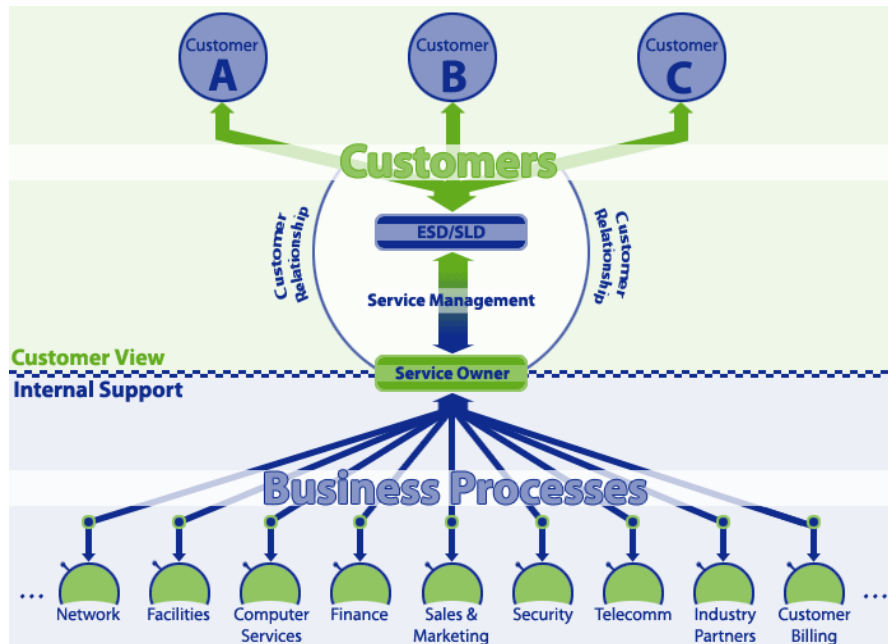 Customer
A
Customer
B
Customer
C
Customers
Customer
Relationship
ESD/SLD
Customer
Relationship
Service Management
Customer View
Service Owner
Internal Support
Business Processes
...
Network
Facilities
Computer
Services
Finance
Sales &
Marketing
Security
Telecomm
Industry
Partners
Customer
Billing
...